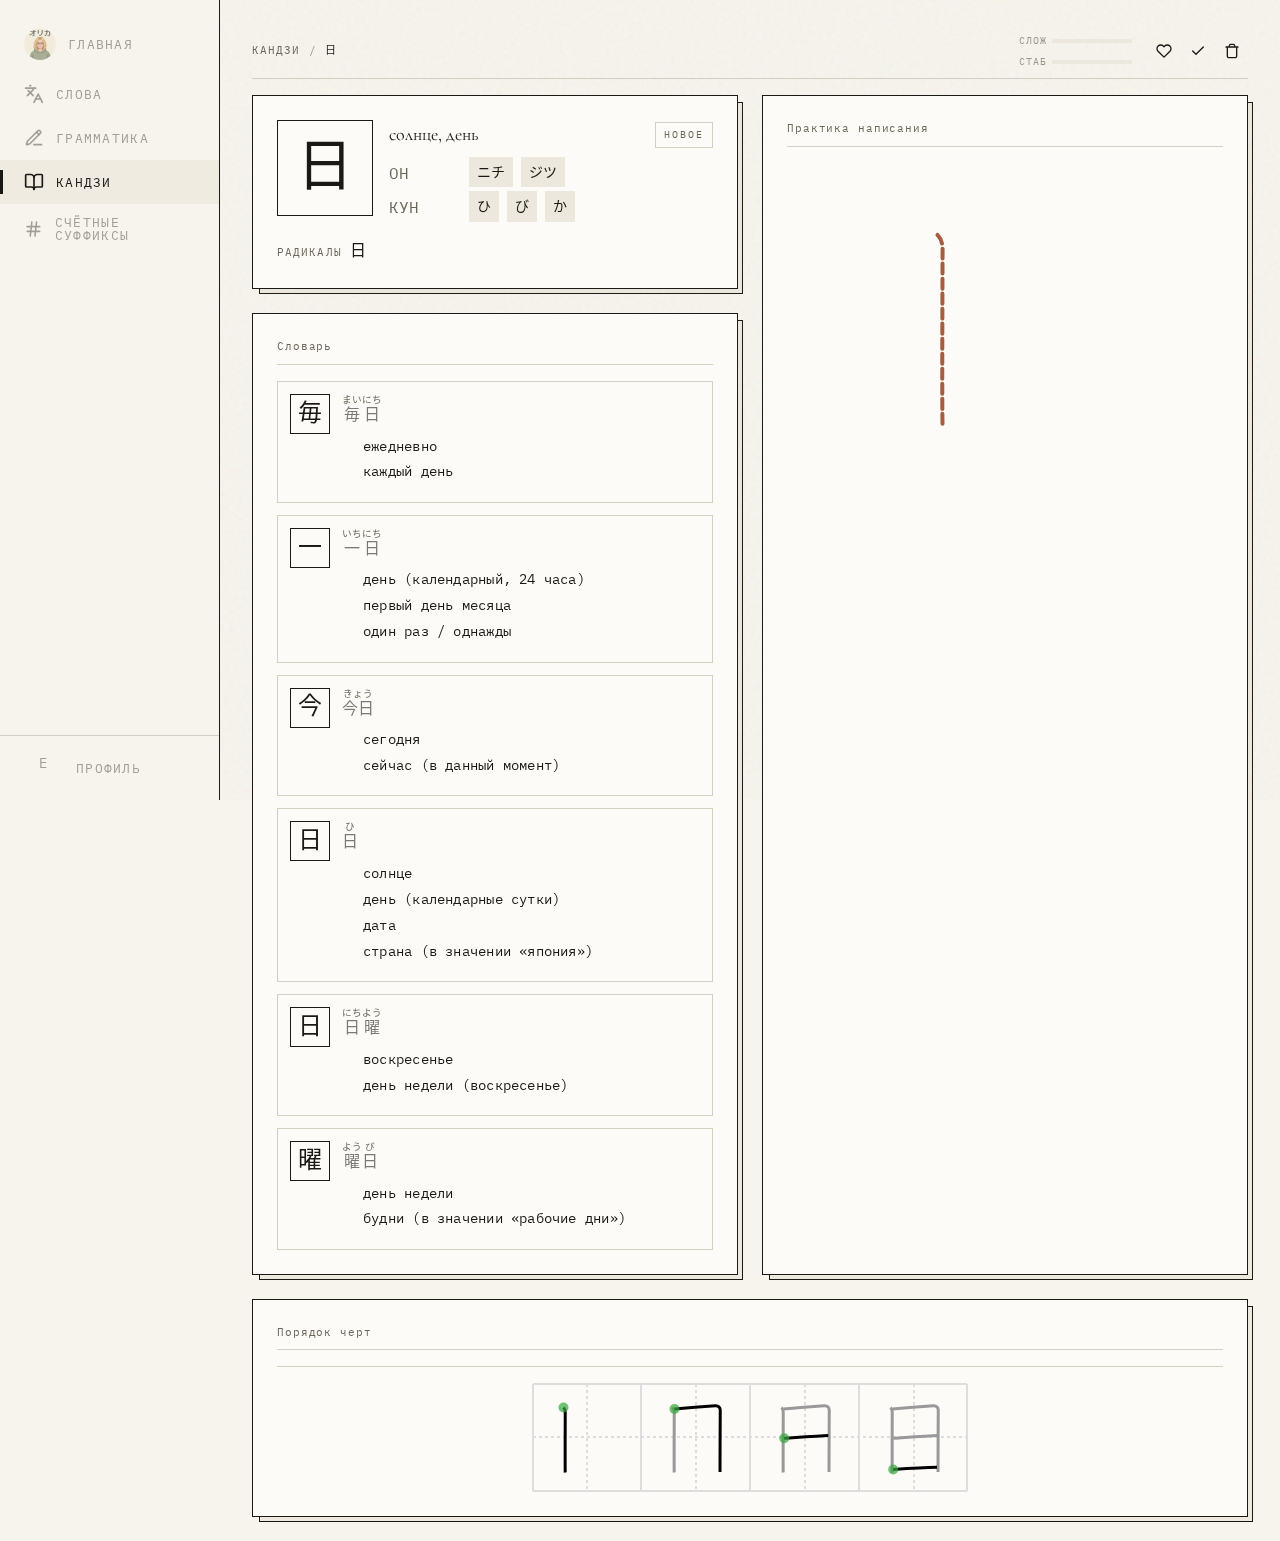 オリカ
ГЛАВНАЯ
СЛОВА
ГРАММАТИКА
КАНДЗИ
СЧЁТНЫЕ
СУФФИКСЫ
E
ПРОФИЛЬ
КАНДЗИ / 日
СЛОЖ
СТАБ
日
солнце, день
НОВОЕ
ОН ニチ ジツ
КУН ひ び か
РАДИКАЛЫ 日
Словарь
毎
まいにち
毎日
ежедневно
каждый день
一
いちにち
一日
день (календарный, 24 часа)
первый день месяца
один раз / однажды
今
きょう
今日
сегодня
сейчас (в данный момент)
日
ひ
日
солнце
день (календарные сутки)
дата
страна (в значении «япония»)
日
にちよう
日曜
воскресенье
день недели (воскресенье)
曜
よう び
曜日
день недели
будни (в значении «рабочие дни»)
Практика написания
Порядок черт